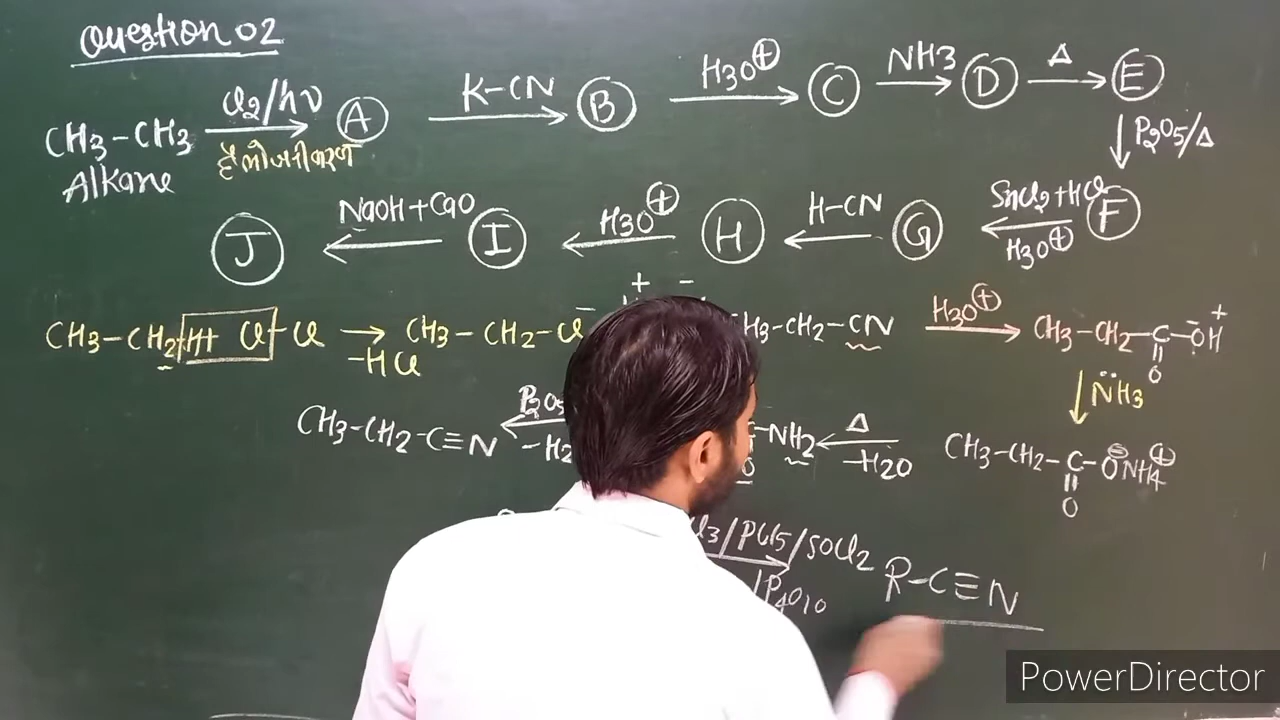 Question 02
CH3-CH3 Cl2/hν → A K-CN → B H3O⊕ → C NH3 → D Δ → E
Alkane हैलोजनीकरण
↓ P2O5/Δ
J ← NaOH+CaO I ← H3O⊕ H ← H-CN G ← SnCl2+HCl H3O⊕ F
CH3-CH2 H Cl-Cl → -HCl CH3-CH2-Cl
-CH2-CN H3O⊕ → CH3-CH2-C-OH
O
↓ NH3
CH3-CH2-C≡N ← -NH2 ← Δ -H2O CH3-CH2-C-O⊖NH4⊕
O
O
/PCl5/SOCl2 R-C≡N
/P4O10
PowerDirector